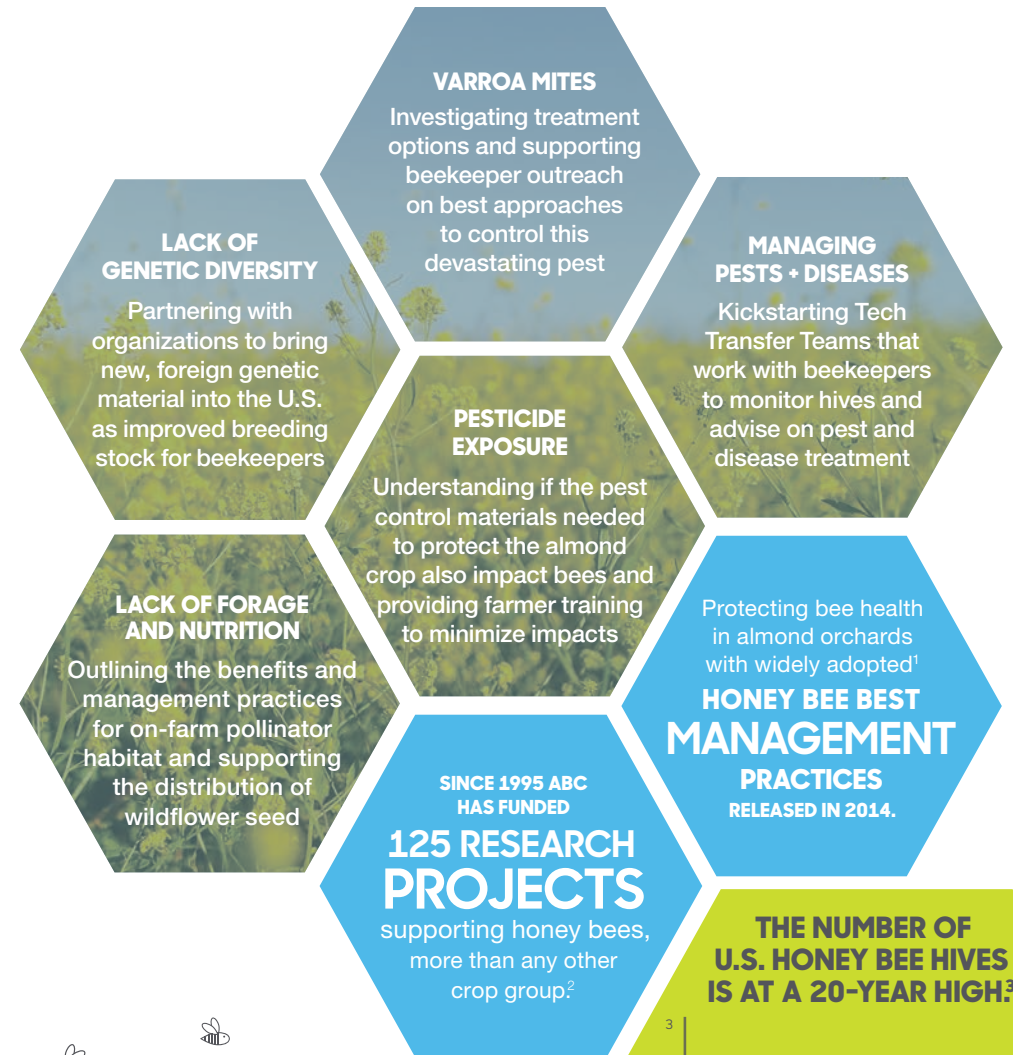 VARROA MITES
Investigating treatment
options and supporting
beekeeper outreach
on best approaches
to control this
devastating pest
LACK OF
GENETIC DIVERSITY
Partnering with
organizations to bring
new, foreign genetic
material into the U.S.
as improved breeding
stock for beekeepers
MANAGING
PESTS + DISEASES
Kickstarting Tech
Transfer Teams that
work with beekeepers
to monitor hives and
advise on pest and
disease treatment
PESTICIDE
EXPOSURE
Understanding if the pest
control materials needed
to protect the almond
crop also impact bees and
providing farmer training
to minimize impacts
LACK OF FORAGE
AND NUTRITION
Outlining the benefits and
management practices
for on-farm pollinator
habitat and supporting
the distribution of
wildflower seed
Protecting bee health
in almond orchards
with widely adopted¹
HONEY BEE BEST
MANAGEMENT
PRACTICES
RELEASED IN 2014.
SINCE 1995 ABC
HAS FUNDED
125 RESEARCH
PROJECTS
supporting honey bees,
more than any other
crop group.²
THE NUMBER OF
U.S. HONEY BEE HIVES
IS AT A 20-YEAR HIGH.³
3